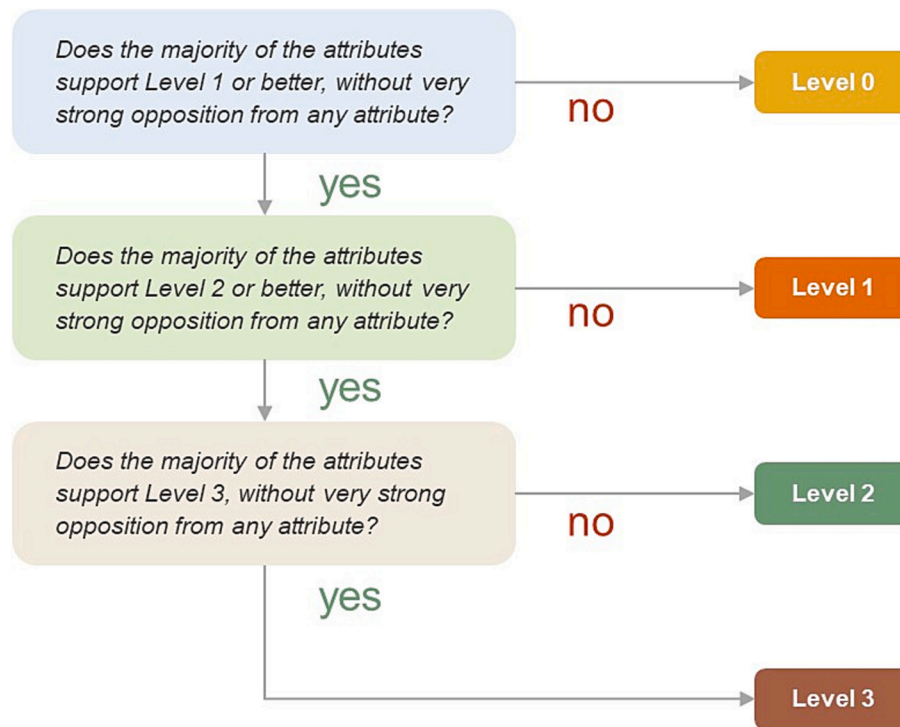 Does the majority of the attributes
support Level 1 or better, without very
strong opposition from any attribute?
no
Level 0
yes
Does the majority of the attributes
support Level 2 or better, without very
strong opposition from any attribute?
no
Level 1
yes
Does the majority of the attributes
support Level 3, without very strong
opposition from any attribute?
no
Level 2
yes
Level 3